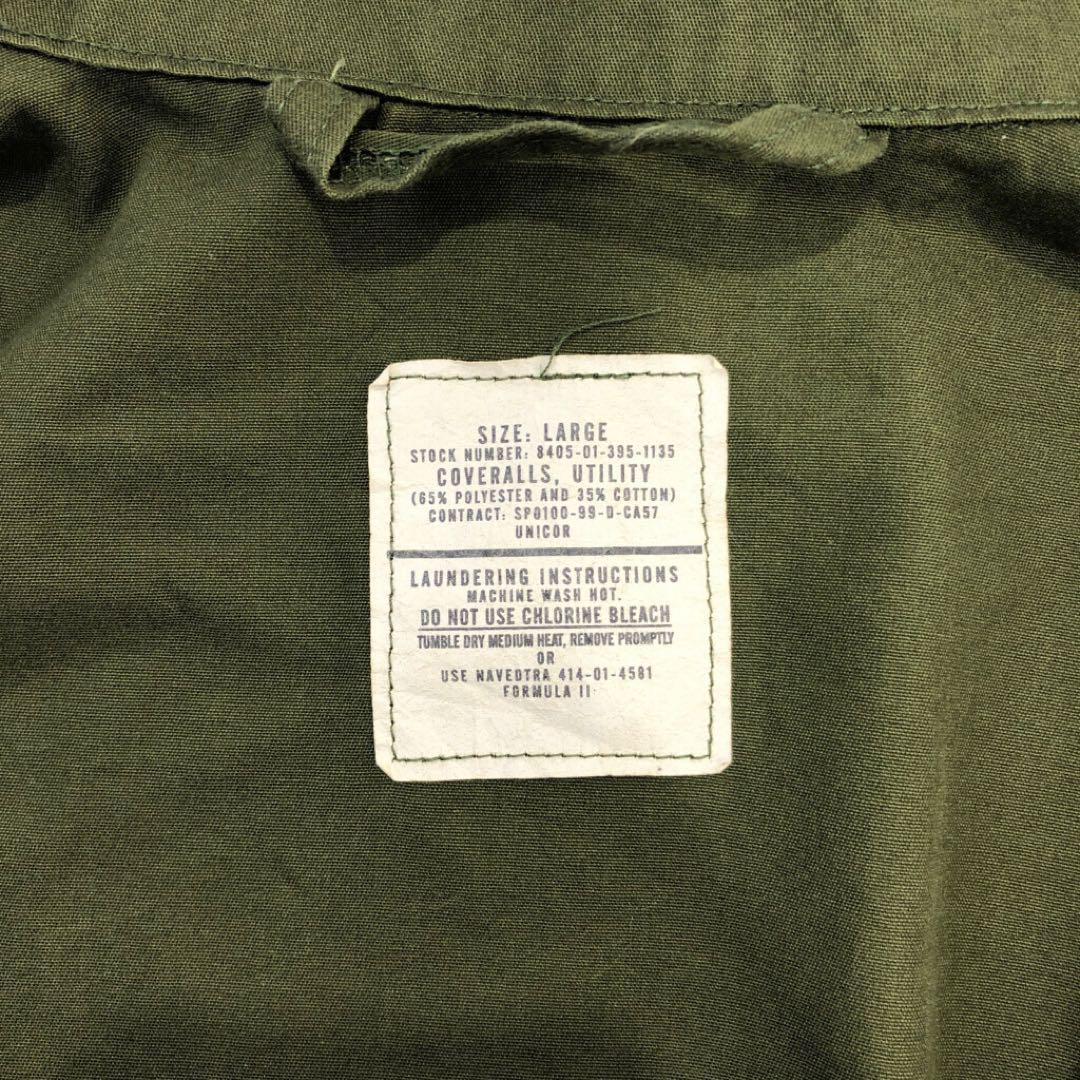 SIZE: LARGE
STOCK NUMBER: 8405-01-395-1135
COVERALLS, UTILITY
(65% POLYESTER AND 35% COTTON)
CONTRACT: SP0100-99-D-CA57
UNICOR
LAUNDERING INSTRUCTIONS
MACHINE WASH HOT.
DO NOT USE CHLORINE BLEACH
TUMBLE DRY MEDIUM HEAT, REMOVE PROMPTLY
OR
USE NAVEDTRA 414-01-4581
FORMULA II